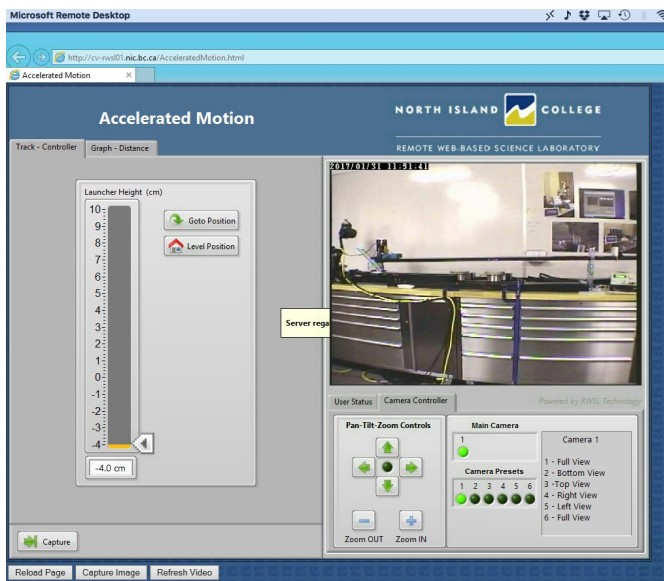 Microsoft Remote Desktop
http://cv-rwsl01.nic.bc.ca/AcceleratedMotion.html
Accelerated Motion
Accelerated Motion
NORTH ISLAND COLLEGE
REMOTE WEB-BASED SCIENCE LABORATORY
Track - Controller
Graph - Distance
2017/01/31 11:51:41
Launcher Height (cm)
10
9
8
7
6
5
4
3
2
1
0
-1
-2
-3
-4
-4.0 cm
Goto Position
Level Position
Server rega
User Status
Camera Controller
Powered by RWSL Technology
Pan-Tilt-Zoom Controls
Zoom OUT
Zoom IN
Main Camera
1
Camera Presets
1 2 3 4 5 6
Camera 1
1 - Full View
2 - Bottom View
3 -Top View
4 - Right View
5 - Left View
6 - Full View
Capture
Reload Page
Capture Image
Refresh Video